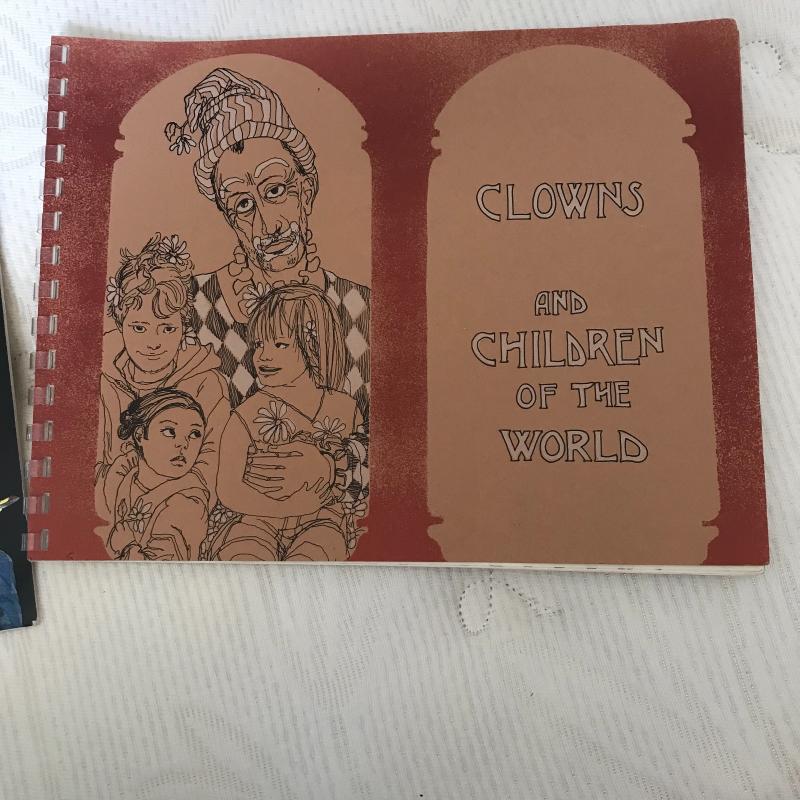 CLOWNS
AND
CHILDREN
OF THE
WORLD